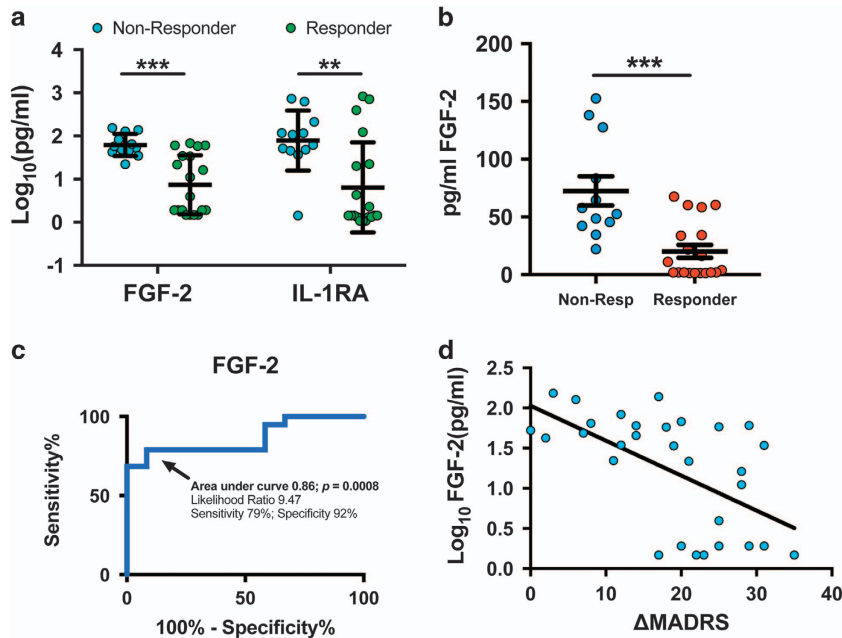 a
Non-Responder
Responder
***
**
Log10(pg/ml)
4
3
2
1
0
-1
FGF-2
IL-1RA
b
200
150
100
50
0
pg/ml FGF-2
***
Non-Resp
Responder
c
FGF-2
100
50
0
Sensitivity%
Area under curve 0.86; p = 0.0008
Likelihood Ratio 9.47
Sensitivity 79%; Specificity 92%
0
50
100
100% - Specificity%
d
2.5
2.0
1.5
1.0
0.5
0.0
Log10 FGF-2(pg/ml)
0
10
20
30
40
ΔMADRS